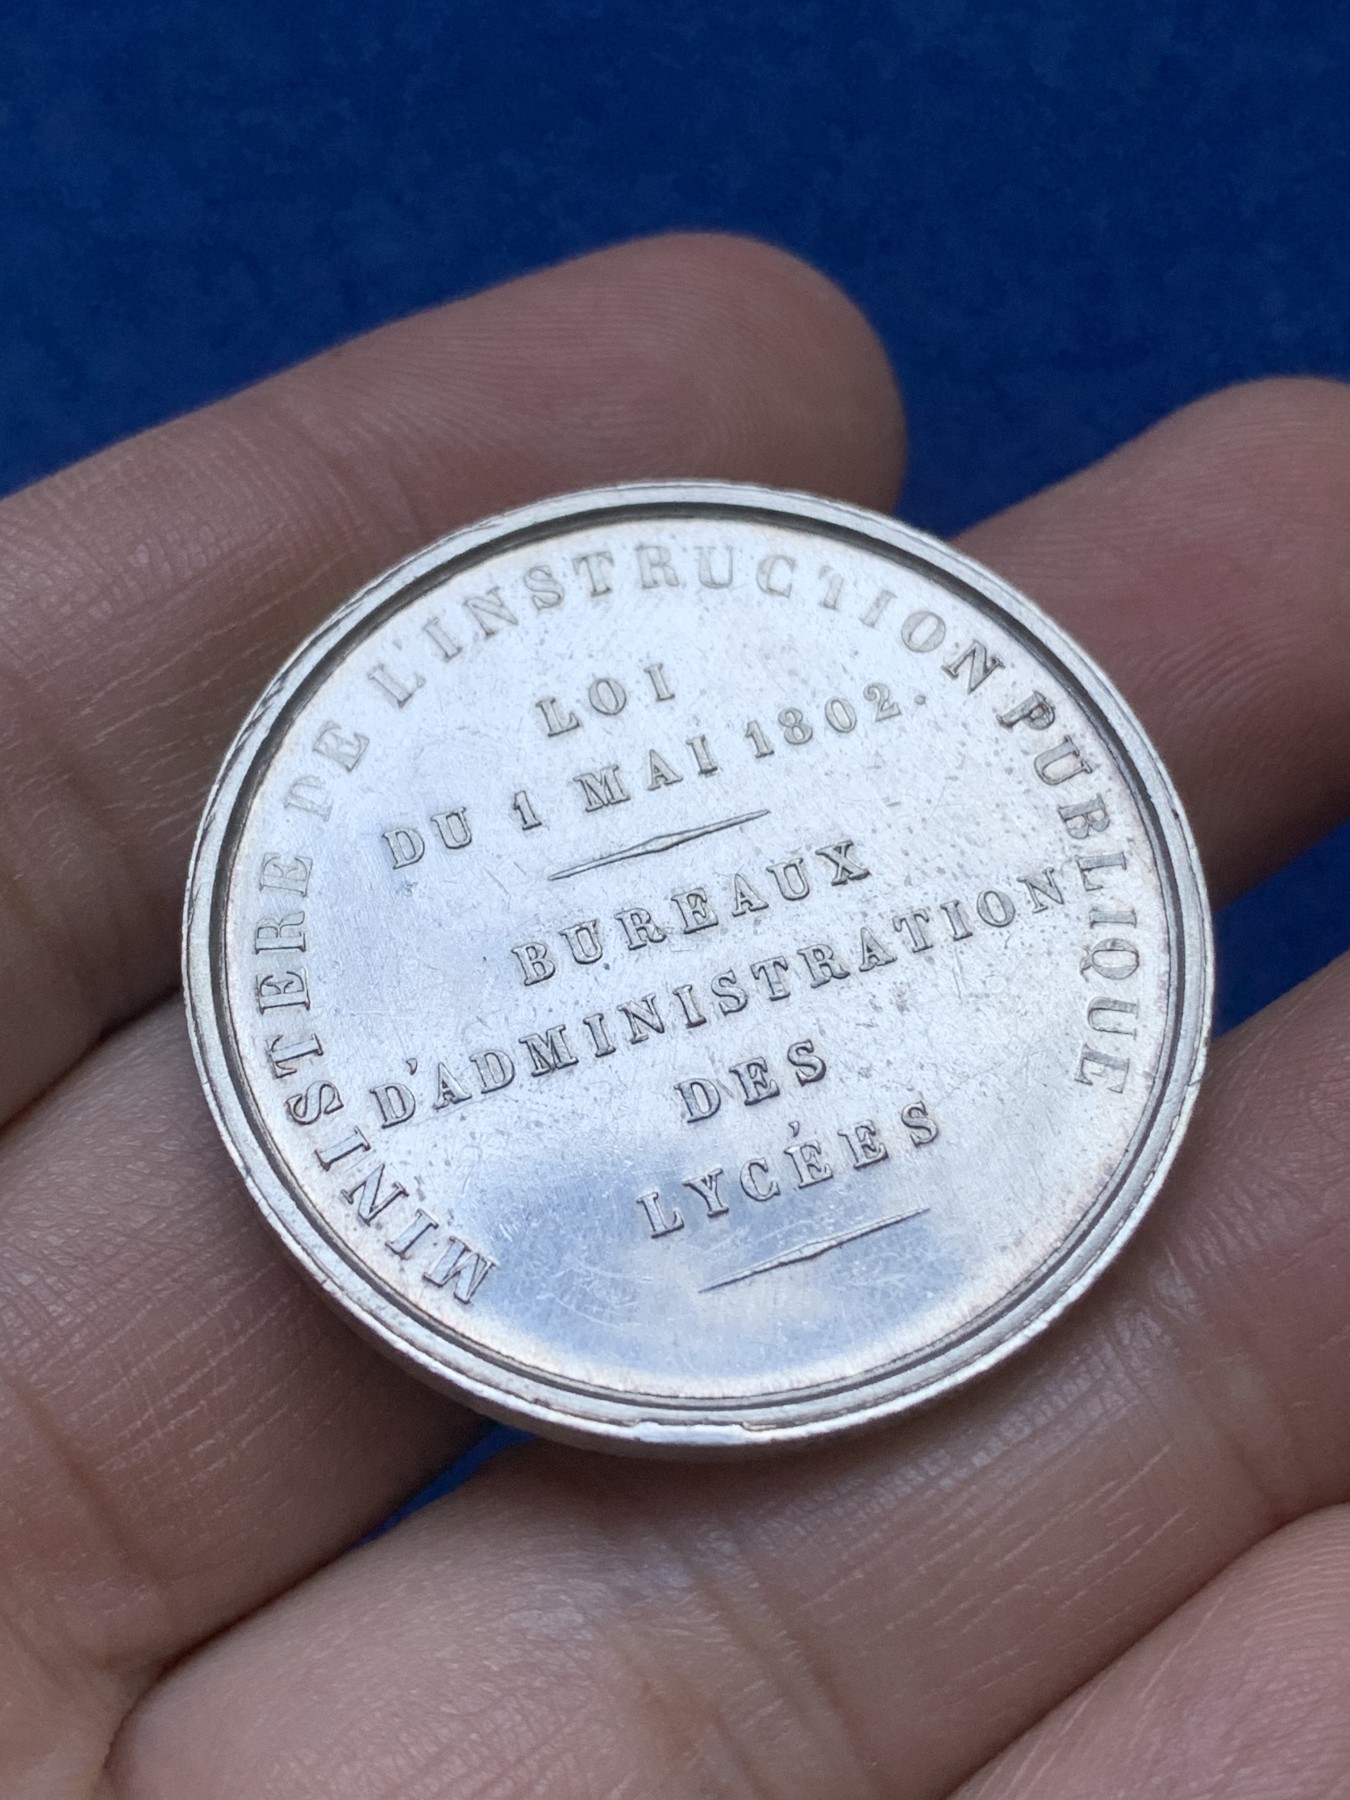 MINISTERE DE L'INSTRUCTION PUBLIQUE
LOI
DU 1 MAI 1802.
BUREAUX
D'ADMINISTRATION
DES
LYCÉES